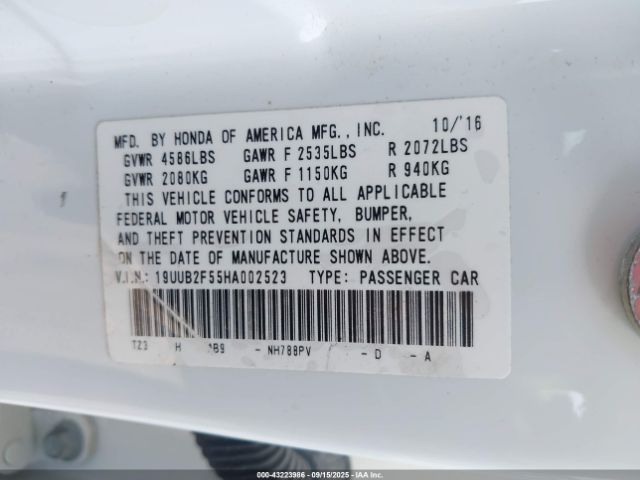 MFD. BY HONDA OF AMERICA MFG., INC. 10/'16
GVWR 4586LBS GAWR F 2535LBS R 2072LBS
GVWR 2080KG GAWR F 1150KG R 940KG
THIS VEHICLE CONFORMS TO ALL APPLICABLE
FEDERAL MOTOR VEHICLE SAFETY, BUMPER,
AND THEFT PREVENTION STANDARDS IN EFFECT
ON THE DATE OF MANUFACTURE SHOWN ABOVE.
V.I.N.: 19UUB2F55HA002523 TYPE: PASSENGER CAR
TZ3 H B9 - NH788PV - D - A
©-43223986 - 09/15/2025 - IAA Inc.